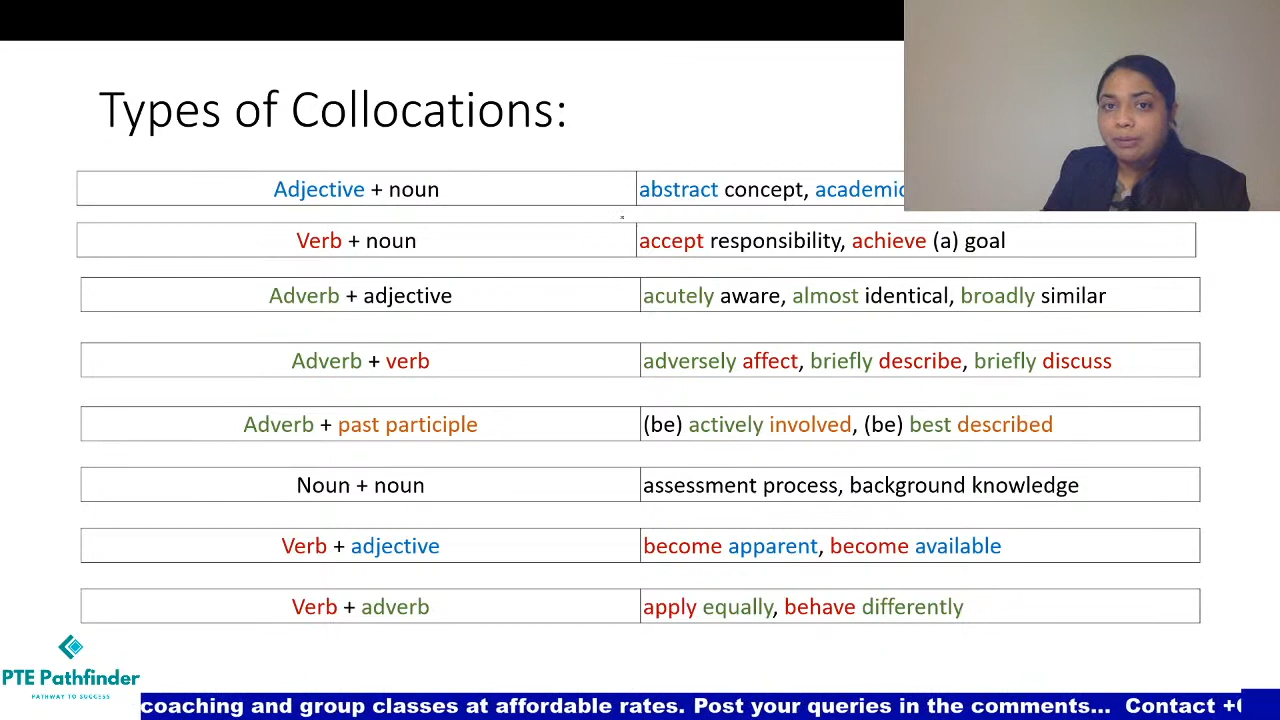 Types of Collocations:
Adjective + noun abstract concept, academic
Verb + noun accept responsibility, achieve (a) goal
Adverb + adjective acutely aware, almost identical, broadly similar
Adverb + verb adversely affect, briefly describe, briefly discuss
Adverb + past participle (be) actively involved, (be) best described
Noun + noun assessment process, background knowledge
Verb + adjective become apparent, become available
Verb + adverb apply equally, behave differently
PTE Pathfinder
PATHWAY TO SUCCESS
coaching and group classes at affordable rates. Post your queries in the comments... Contact +